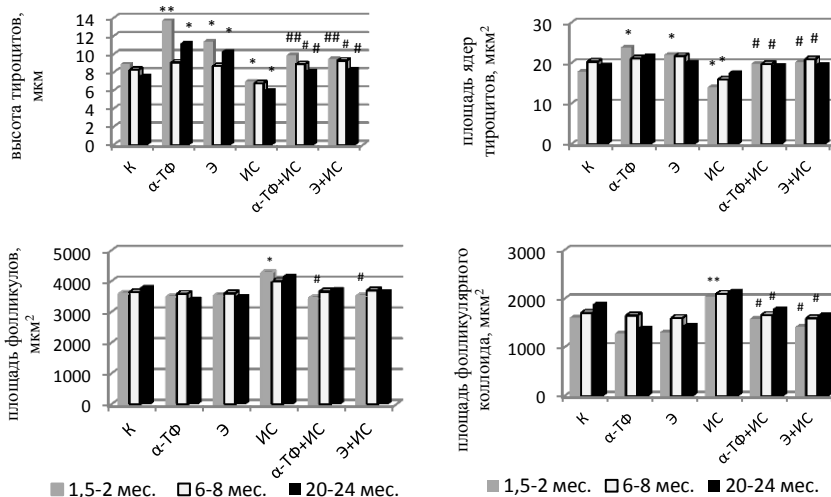 высота тироцитов,
мкм
14
12
10
8
6
4
2
0
** * * * * * ## # # ## # #
К α-ТФ Э ИС α-ТФ+ИС Э+ИС
площадь ядер
тироцитов, мкм²
30
20
10
0
* * * * # # # #
К α-ТФ Э ИС α-ТФ+ИС Э+ИС
площадь фолликулов,
мкм²
5000
4000
3000
2000
1000
0
* # #
К α-ТФ Э ИС α-ТФ+ИС Э+ИС
1,5-2 мес. 6-8 мес. 20-24 мес.
площадь фолликулярного
коллоида, мкм²
3000
2000
1000
0
** # # # #
К α-ТФ Э ИС α-ТФ+ИС Э+ИС
1,5-2 мес. 6-8 мес. 20-24 мес.